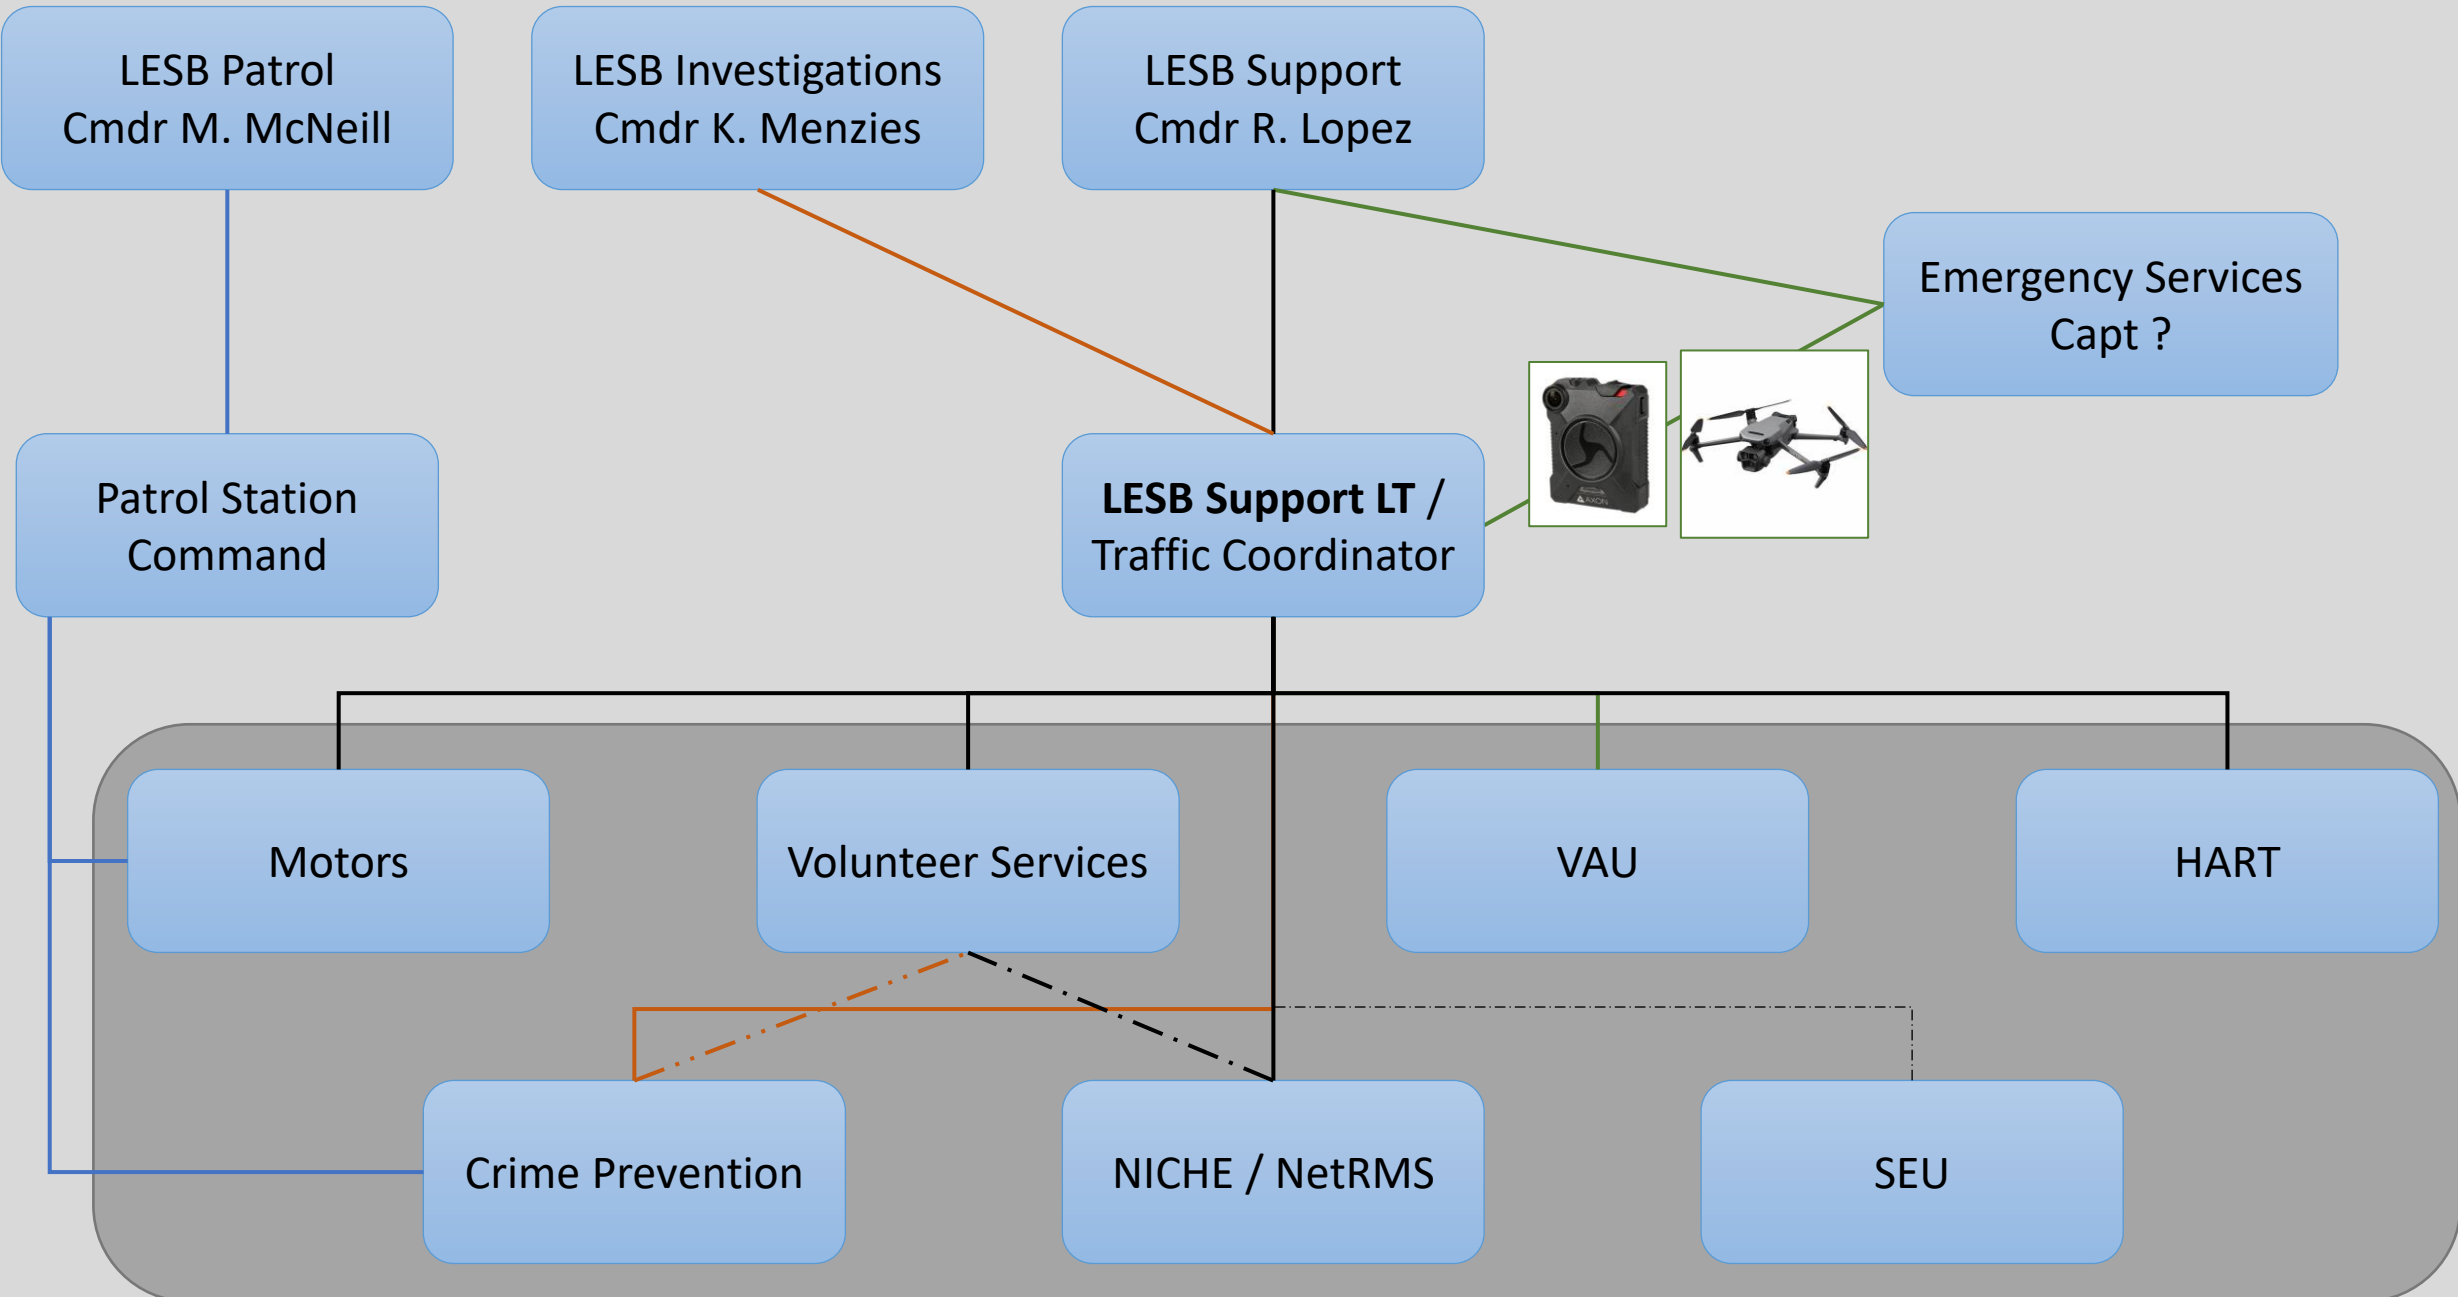 LESB Patrol
Cmdr M. McNeill
LESB Investigations
Cmdr K. Menzies
LESB Support
Cmdr R. Lopez
Emergency Services
Capt ?
Patrol Station
Command
LESB Support LT /
Traffic Coordinator
AXON
Motors
Volunteer Services
VAU
HART
Crime Prevention
NICHE / NetRMS
SEU